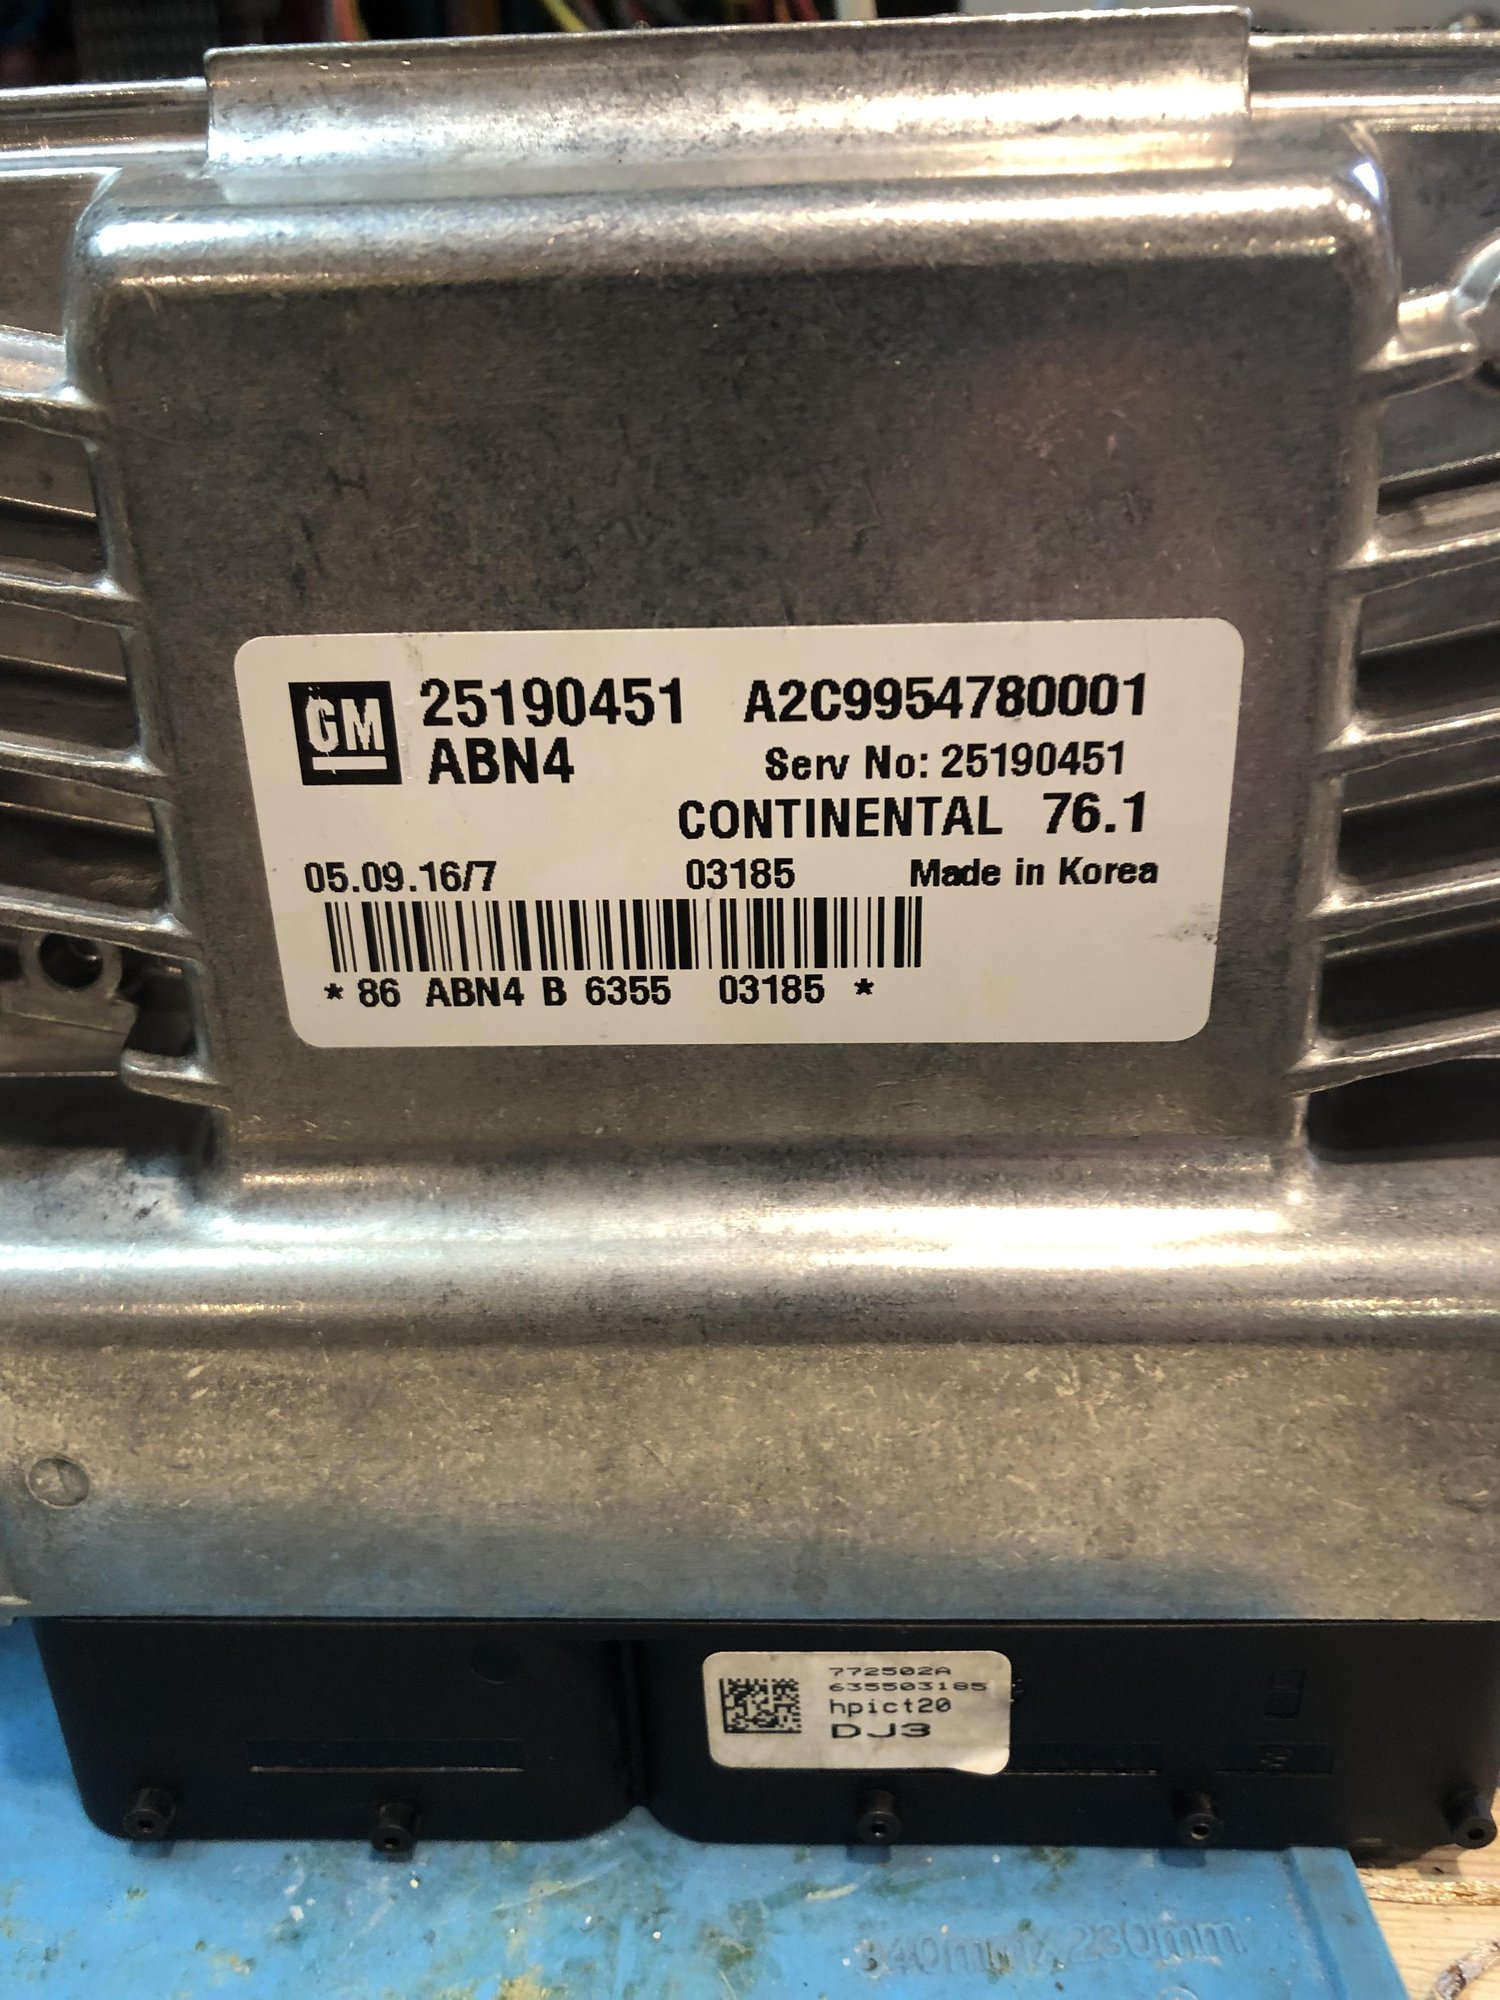 GM 25190451 A2C9954780001
ABN4 Serv No: 25190451
CONTINENTAL 76.1
05.09.16/7 03185 Made in Korea
* 86 ABN4 B 6355 03185 *
772502A
635503185
hpict20
DJ3
340mm X 230mm